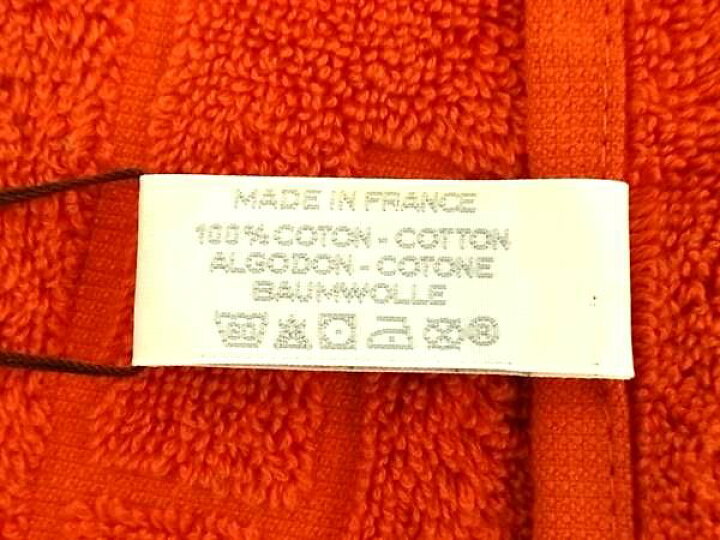 MADE IN FRANCE
100% COTON - COTTON
ALGODON - COTONE
BAUMWOLLE